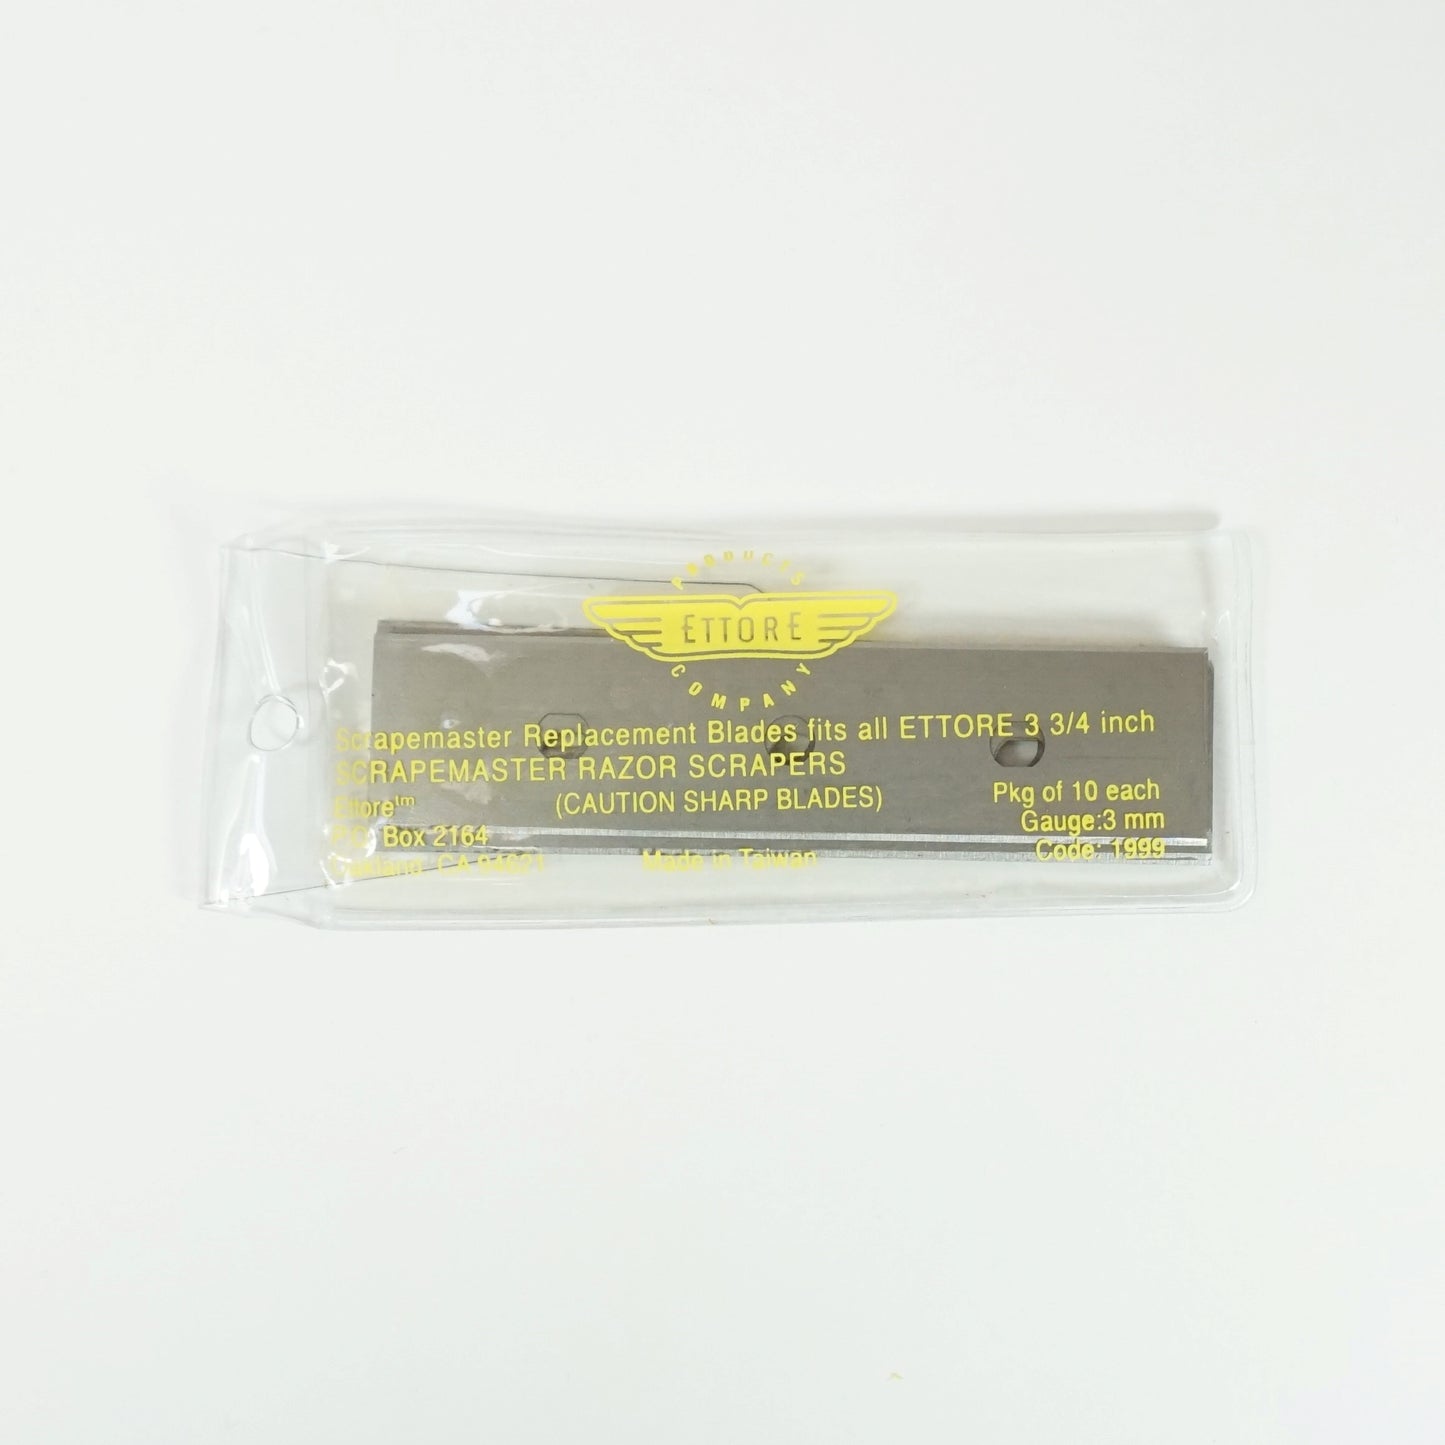 PRODUCTS
ETTORE
COMPANY
Scrapemaster Replacement Blades fits all ETTORE 3 3/4 inch
SCRAPEMASTER RAZOR SCRAPERS
Ettore™ (CAUTION SHARP BLADES) Pkg of 10 each
P.O. Box 2164 Gauge:3 mm
Oakland, CA 94621 Made in Taiwan Code: 1999